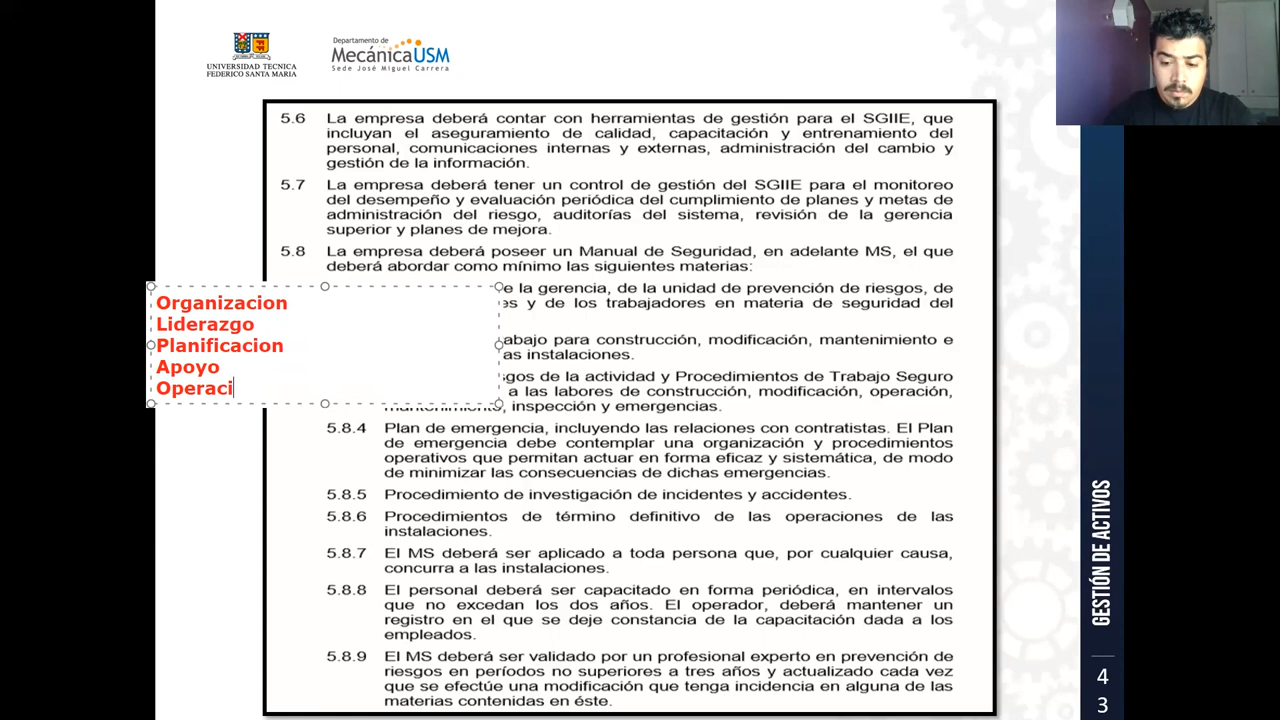 UNIVERSIDAD TECNICA
FEDERICO SANTA MARIA
Departamento de
MecánicaUSM
Sede José Miguel Carrera
5.6 La empresa deberá contar con herramientas de gestión para el SGIIE, que
incluyan el aseguramiento de calidad, capacitación y entrenamiento del
personal, comunicaciones internas y externas, administración del cambio y
gestión de la información.
5.7 La empresa deberá tener un control de gestión del SGIIE para el monitoreo
del desempeño y evaluación periódica del cumplimiento de planes y metas de
administración del riesgo, auditorías del sistema, revisión de la gerencia
superior y planes de mejora.
5.8 La empresa deberá poseer un Manual de Seguridad, en adelante MS, el que
deberá abordar como mínimo las siguientes materias:
Organizacion
Liderazgo
Planificacion
Apoyo
Operaci
e la gerencia, de la unidad de prevención de riesgos, de
es y de los trabajadores en materia de seguridad del
abajo para construcción, modificación, mantenimiento e
as instalaciones.
sgos de la actividad y Procedimientos de Trabajo Seguro
a las labores de construcción, modificación, operación,
mantenimiento, inspección y emergencias.
5.8.4 Plan de emergencia, incluyendo las relaciones con contratistas. El Plan
de emergencia debe contemplar una organización y procedimientos
operativos que permitan actuar en forma eficaz y sistemática, de modo
de minimizar las consecuencias de dichas emergencias.
5.8.5 Procedimiento de investigación de incidentes y accidentes.
5.8.6 Procedimientos de término definitivo de las operaciones de las
instalaciones.
5.8.7 El MS deberá ser aplicado a toda persona que, por cualquier causa,
concurra a las instalaciones.
5.8.8 El personal deberá ser capacitado en forma periódica, en intervalos
que no excedan los dos años. El operador, deberá mantener un
registro en el que se deje constancia de la capacitación dada a los
empleados.
5.8.9 El MS deberá ser validado por un profesional experto en prevención de
riesgos en períodos no superiores a tres años y actualizado cada vez
que se efectúe una modificación que tenga incidencia en alguna de las
materias contenidas en éste.
GESTIÓN DE ACTIVOS
4
3